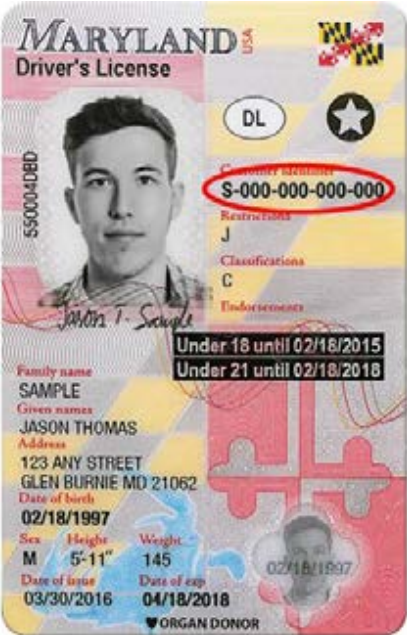 MARYLAND USA
Driver's License
DL
550004DBD
Customer Identifier
S-000-000-000-000
Restrictions
J
Classifications
C
Endorsements
Jason T. Sample
Under 18 until 02/18/2015
Under 21 until 02/18/2018
Family name
SAMPLE
Given names
JASON THOMAS
Address
123 ANY STREET
GLEN BURNIE MD 21062
Date of birth
02/18/1997
Sex Height Weight
M 5'-11" 145
Date of issue Date of exp
03/30/2016 04/18/2018
02/18/1997
ORGAN DONOR